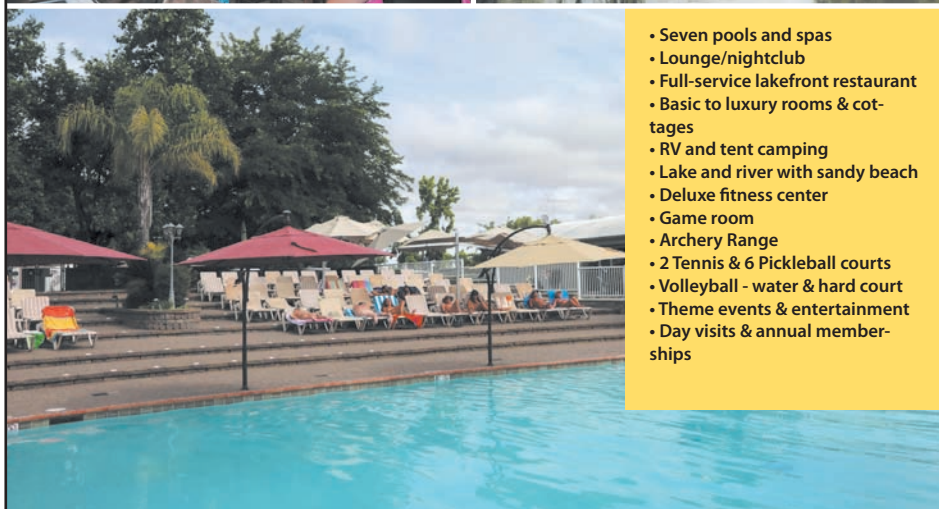 • Seven pools and spas
• Lounge/nightclub
• Full-service lakefront restaurant
• Basic to luxury rooms & cot-
tages
• RV and tent camping
• Lake and river with sandy beach
• Deluxe fitness center
• Game room
• Archery Range
• 2 Tennis & 6 Pickleball courts
• Volleyball - water & hard court
• Theme events & entertainment
• Day visits & annual member-
ships